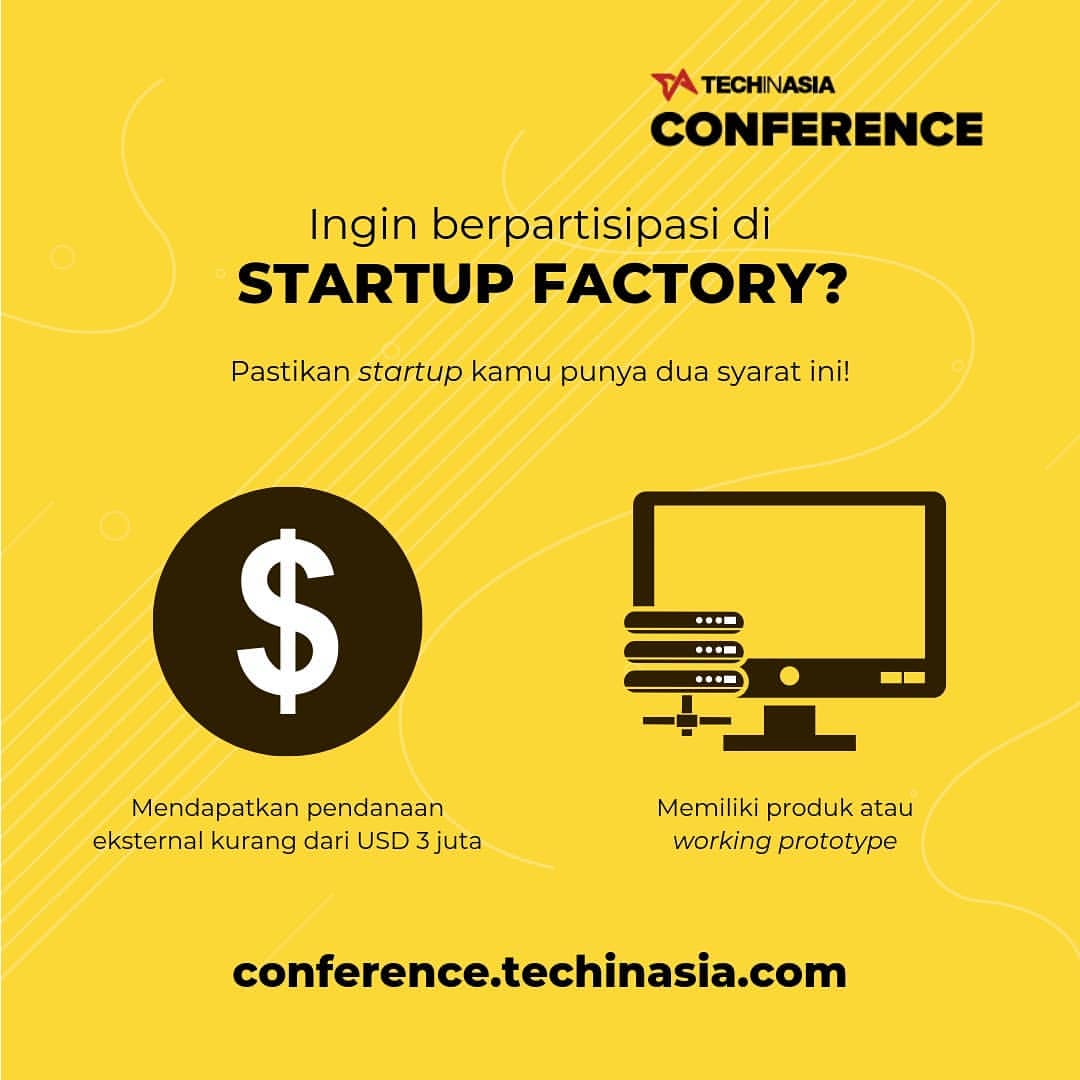 TECHINASIA
CONFERENCE
Ingin berpartisipasi di
STARTUP FACTORY?
Pastikan startup kamu punya dua syarat ini!
Mendapatkan pendanaan
eksternal kurang dari USD 3 juta
Memiliki produk atau
working prototype
conference.techinasia.com